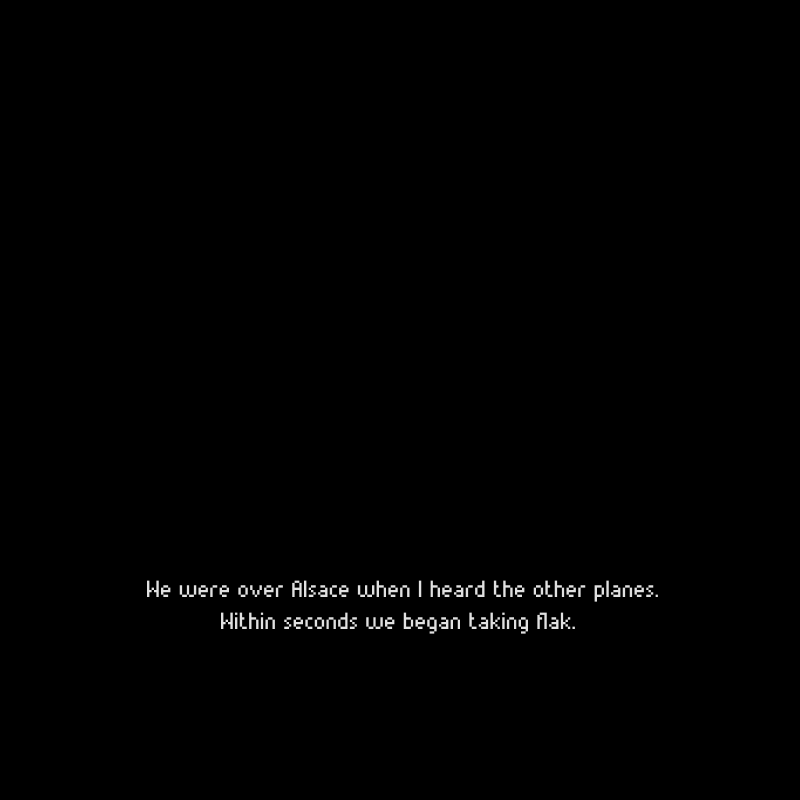 We were over Alsace when I heard the other planes.
Within seconds we began taking flak.